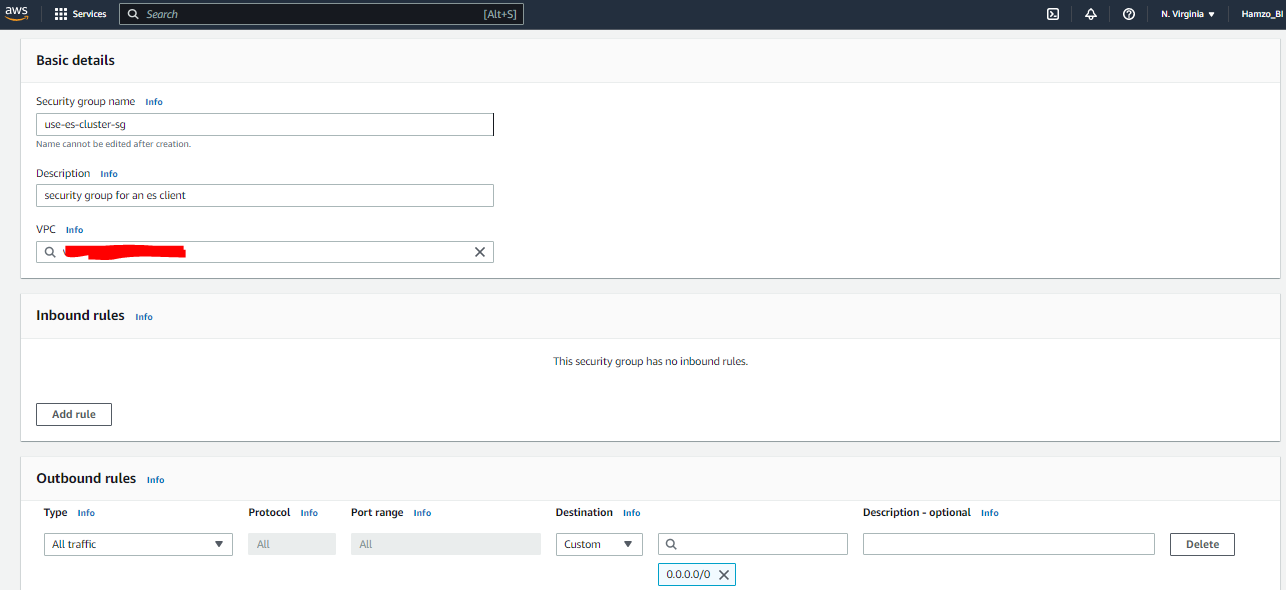 aws Services Search [Alt+S] N. Virginia Hamzo_BI
Basic details
Security group name Info
use-es-cluster-sg
Name cannot be edited after creation.
Description Info
security group for an es client
VPC Info
Inbound rules Info
This security group has no inbound rules.
Add rule
Outbound rules Info
Type Info Protocol Info Port range Info Destination Info Description - optional Info
All traffic All All Custom Delete
0.0.0.0/0